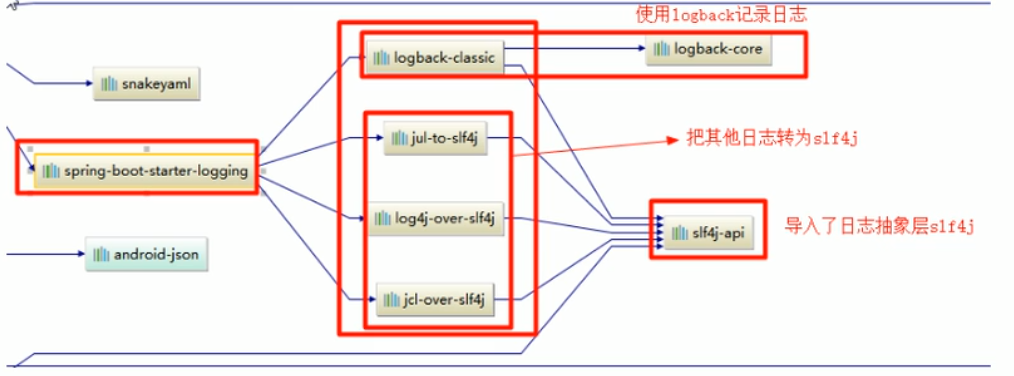 使用logback记录日志
logback-classic
logback-core
snakeyaml
jul-to-slf4j
把其他日志转为slf4j
spring-boot-starter-logging
log4j-over-slf4j
slf4j-api
导入了日志抽象层slf4j
android-json
jcl-over-slf4j